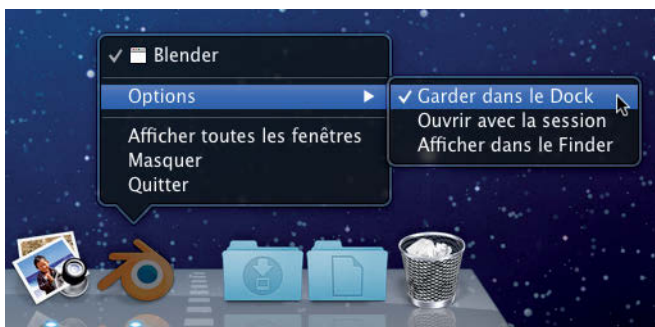 ✓ Blender
Options
Afficher toutes les fenêtres
Masquer
Quitter
✓ Garder dans le Dock
Ouvrir avec la session
Afficher dans le Finder